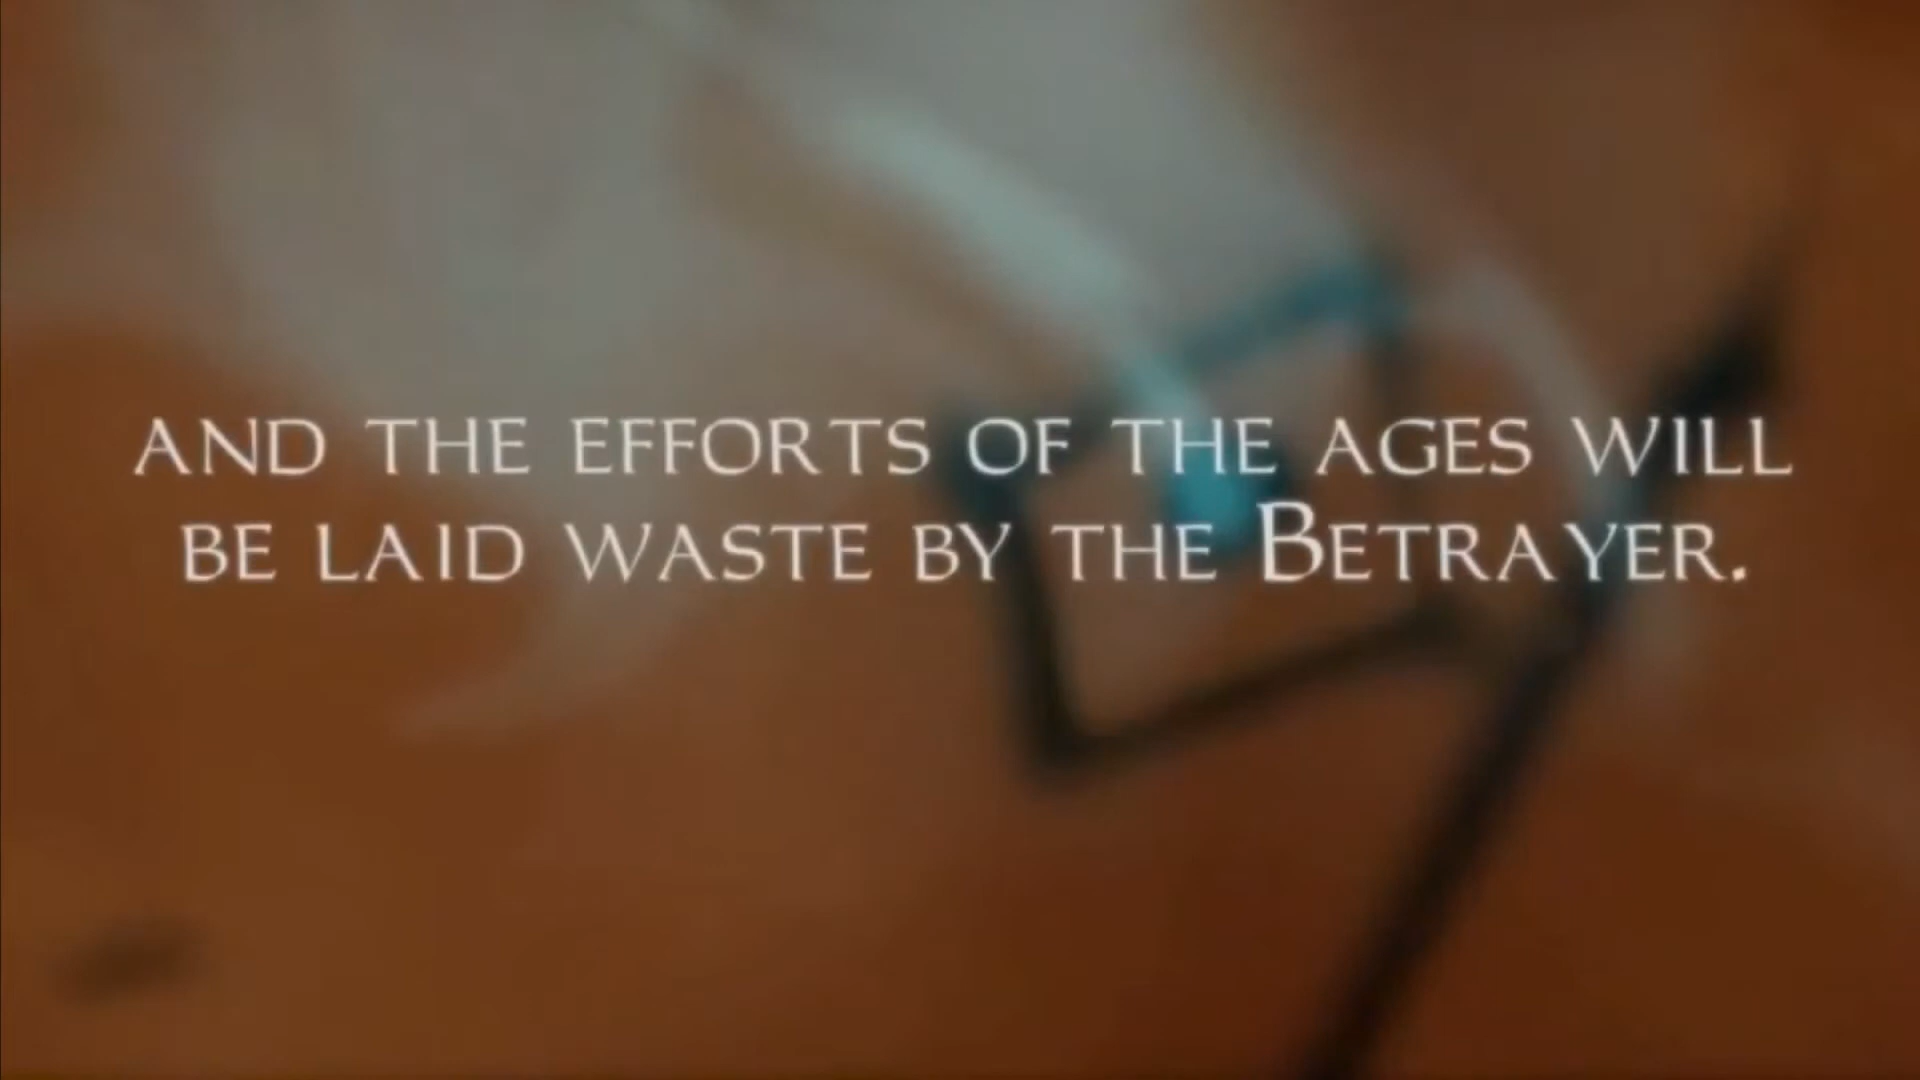 AND THE EFFORTS OF THE AGES WILL
BE LAID WASTE BY THE BETRAYER.